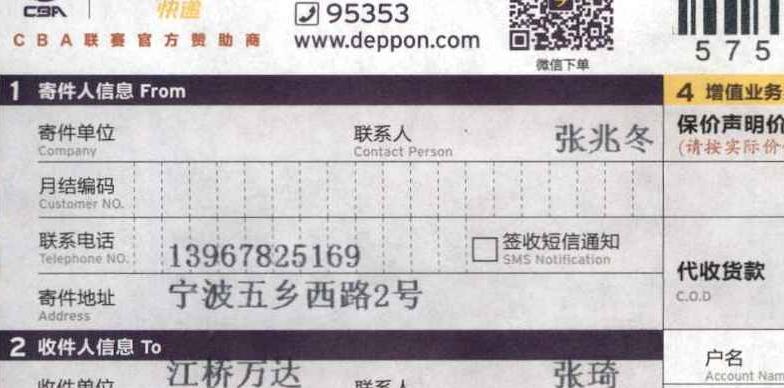 CBA 快递
95353
CBA联赛官方赞助商
www.deppon.com
微信下单
575
1 寄件人信息 From
4 增值业务
寄件单位
Company
联系人
Contact Person
张兆冬
保价声明价
(请按实际价
月结编码
Customer NO.
联系电话
Telephone NO.
13967825169
签收短信通知
SMS Notification
代收货款
C.O.D
寄件地址
Address
宁波五乡西路2号
2 收件人信息 To
户名
Account Nam
收件单位
江桥万达
联系人
张琦